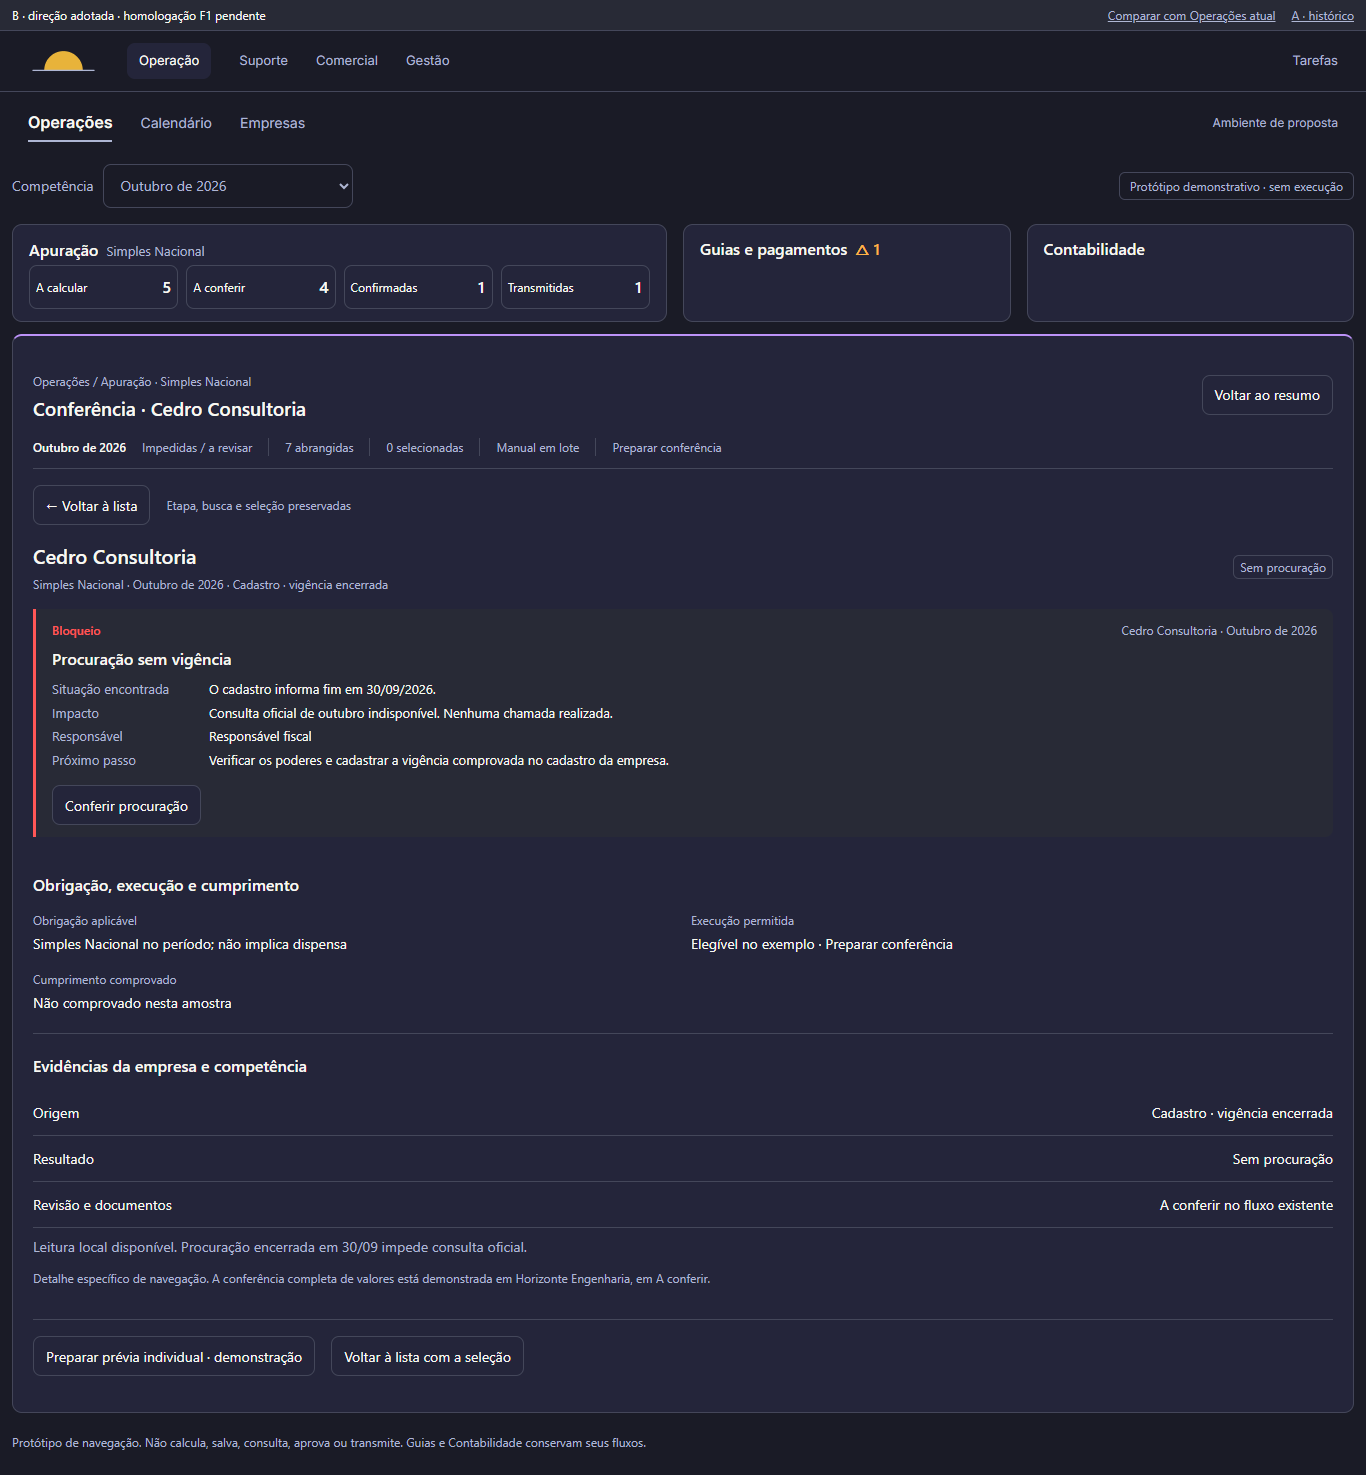 B · direção adotada · homologação F1 pendente
Comparar com Operações atual
A · histórico
Operação
Suporte
Comercial
Gestão
Tarefas
Operações
Calendário
Empresas
Ambiente de proposta
Competência
Outubro de 2026
Protótipo demonstrativo · sem execução
Apuração Simples Nacional
A calcular 5
A conferir 4
Confirmadas 1
Transmitidas 1
Guias e pagamentos △ 1
Contabilidade
Operações / Apuração · Simples Nacional
Conferência · Cedro Consultoria
Voltar ao resumo
Outubro de 2026
Impedidas / a revisar
7 abrangidas
0 selecionadas
Manual em lote
Preparar conferência
← Voltar à lista
Etapa, busca e seleção preservadas
Cedro Consultoria
Simples Nacional · Outubro de 2026 · Cadastro · vigência encerrada
Sem procuração
Bloqueio
Cedro Consultoria · Outubro de 2026
Procuração sem vigência
Situação encontrada O cadastro informa fim em 30/09/2026.
Impacto Consulta oficial de outubro indisponível. Nenhuma chamada realizada.
Responsável Responsável fiscal
Próximo passo Verificar os poderes e cadastrar a vigência comprovada no cadastro da empresa.
Conferir procuração
Obrigação, execução e cumprimento
Obrigação aplicável
Simples Nacional no período; não implica dispensa
Execução permitida
Elegível no exemplo · Preparar conferência
Cumprimento comprovado
Não comprovado nesta amostra
Evidências da empresa e competência
Origem Cadastro · vigência encerrada
Resultado Sem procuração
Revisão e documentos A conferir no fluxo existente
Leitura local disponível. Procuração encerrada em 30/09 impede consulta oficial.
Detalhe específico de navegação. A conferência completa de valores está demonstrada em Horizonte Engenharia, em A conferir.
Preparar prévia individual · demonstração
Voltar à lista com a seleção
Protótipo de navegação. Não calcula, salva, consulta, aprova ou transmite. Guias e Contabilidade conservam seus fluxos.